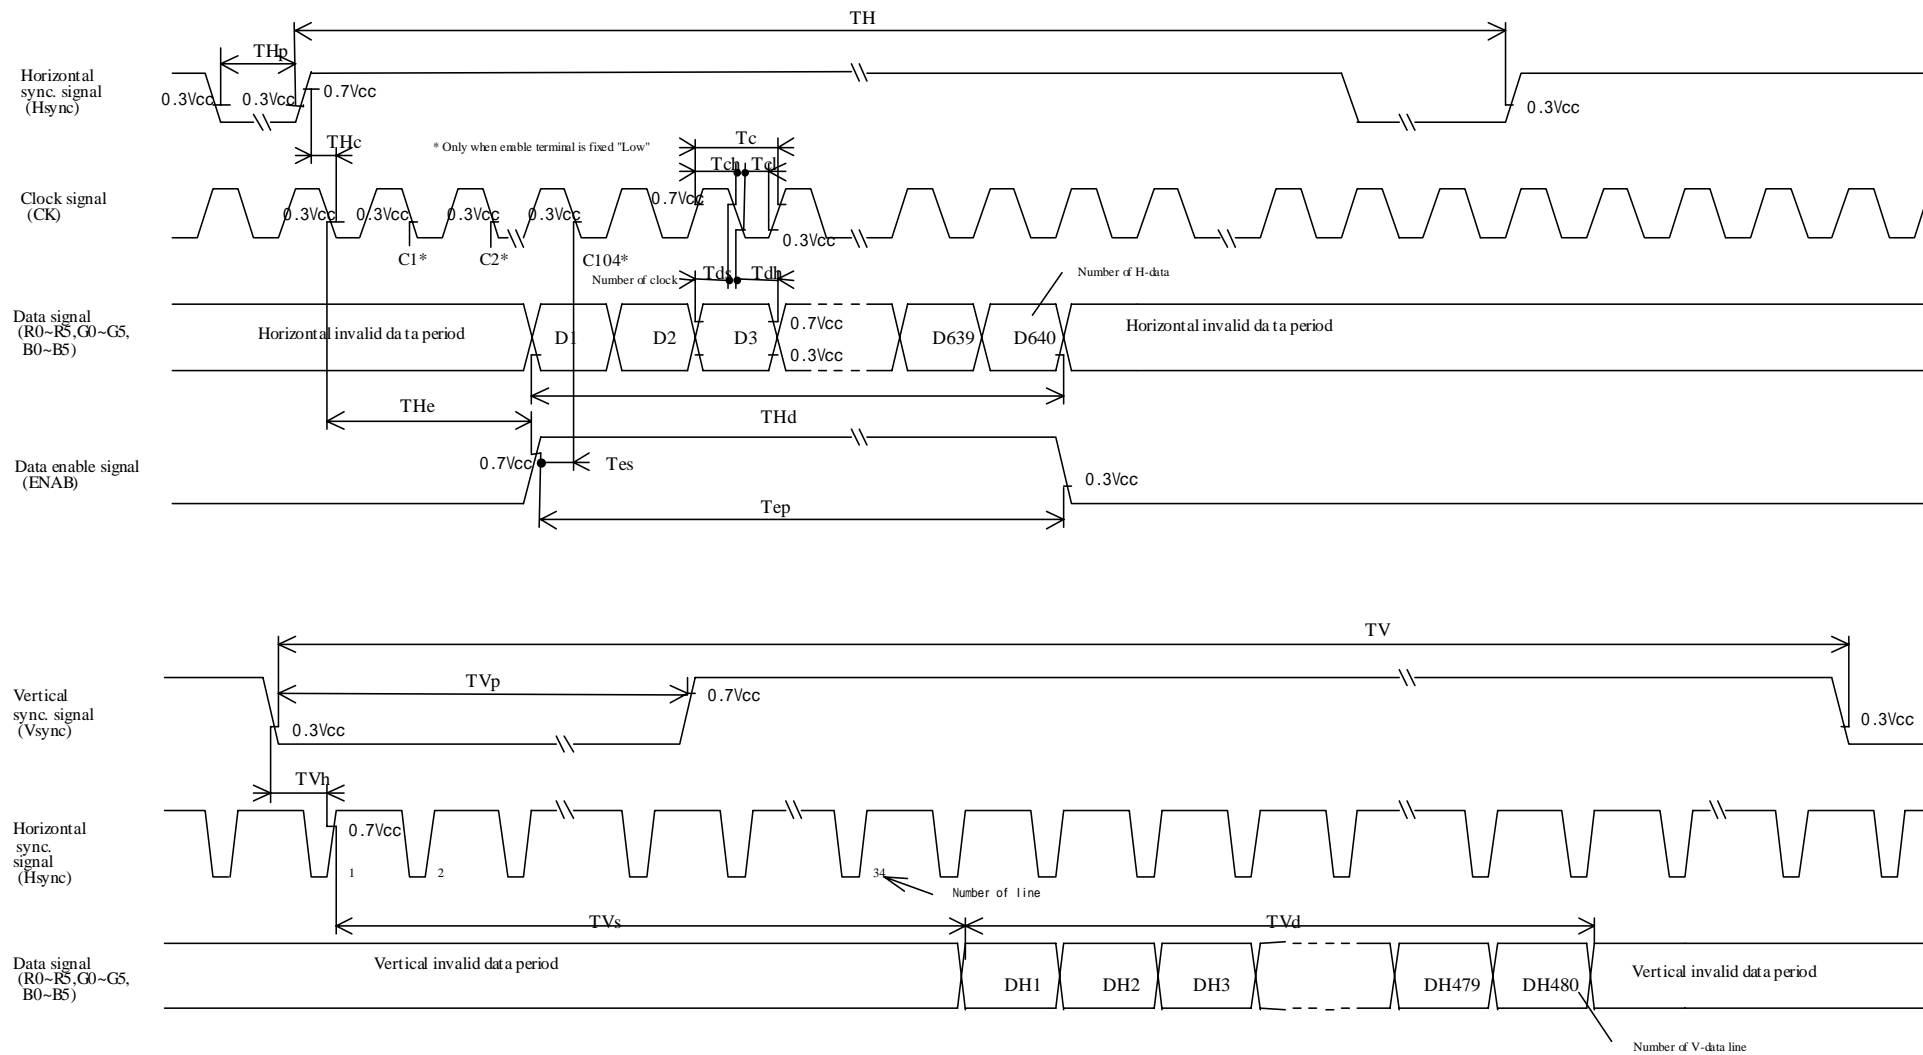 TH
THp
Horizontal
sync. signal
(Hsync)
0.3Vcc
0.3Vcc
0.7Vcc
0.3Vcc
THc
* Only when enable terminal is fixed "Low"
Tc
Tch
Tcl
Clock signal
(CK)
0.3Vcc
0.3Vcc
0.3Vcc
0.3Vcc
0.7Vcc
0.3Vcc
C1*
C2*
C104*
Number of clock
Tds
Tdh
Number of H-data
Data signal
(R0~R5,G0~G5,
B0~B5)
Horizontal invalid data period
D1
D2
D3
0.7Vcc
0.3Vcc
D639
D640
Horizontal invalid data period
THe
THd
Data enable signal
(ENAB)
0.7Vcc
Tes
0.3Vcc
Tep
TV
TVp
Vertical
sync. signal
(Vsync)
0.3Vcc
0.7Vcc
0.3Vcc
TVh
Horizontal
sync.
signal
(Hsync)
0.7Vcc
1
2
34
Number of line
TVs
TVd
Data signal
(R0~R5,G0~G5,
B0~B5)
Vertical invalid data period
DH1
DH2
DH3
DH479
DH480
Vertical invalid data period
Number of V-data line